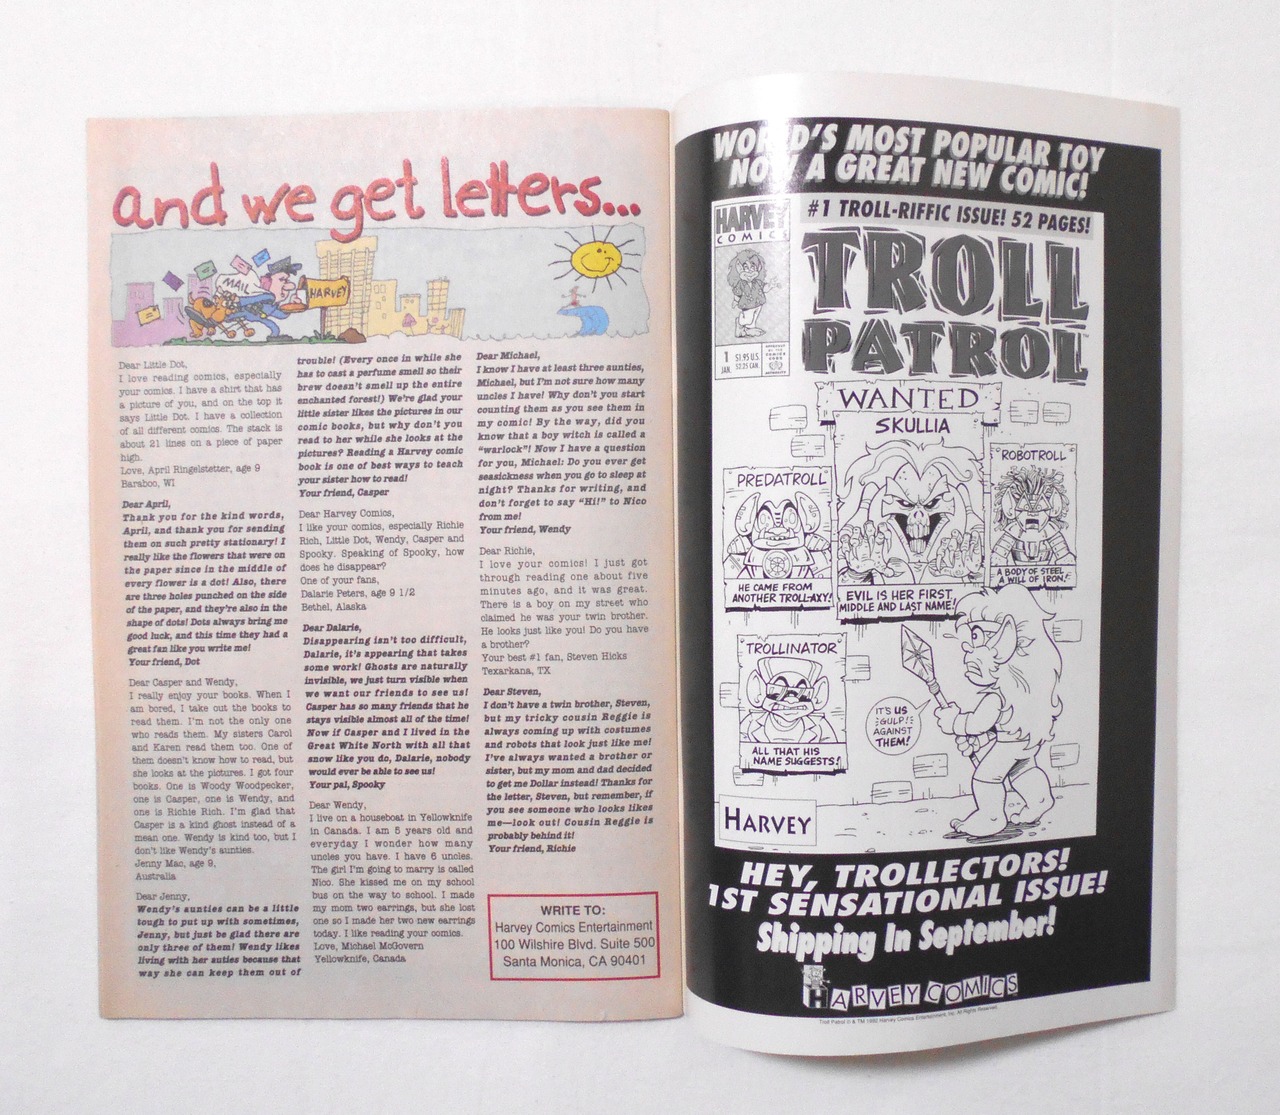 and we get letters...
MAIL
HARVEY
Dear Little Dot,
I love reading comics, especially
your comics. I have a shirt that has
a picture of you, and on the top it
says Little Dot. I have a collection
of all different comics. The stack is
about 21 lines on a piece of paper
high.
Love, April Ringelstetter, age 9
Baraboo, WI
Dear April,
Thank you for the kind words,
April, and thank you for sending
them on such pretty stationary! I
really like the flowers that were on
the paper since in the middle of
every flower is a dot! Also, there
are three holes punched on the side
of the paper, and they're also in the
shape of dots! Dots always bring me
good luck, and this time they had a
great fan like you write me!
Your friend, Dot
Dear Casper and Wendy,
I really enjoy your books. When I
am bored, I take out the books to
read them. I'm not the only one
who reads them. My sisters Carol
and Karen read them too. One of
them doesn't know how to read, but
she looks at the pictures. I got four
books. One is Woody Woodpecker,
one is Casper, one is Wendy, and
one is Richie Rich. I'm glad that
Casper is a kind ghost instead of a
mean one. Wendy is kind too, but I
don't like Wendy's aunties.
Jenny Mac, age 9,
Australia
Dear Jenny,
Wendy's aunties can be a little
tough to put up with sometimes,
Jenny, but just be glad there are
only three of them! Wendy likes
living with her auties because that
way she can keep them out of
trouble! (Every once in while she
has to cast a perfume smell so their
brew doesn't smell up the entire
enchanted forest!) We're glad your
little sister likes the pictures in our
comic books, but why don't you
read to her while she looks at the
pictures? Reading a Harvey comic
book is one of best ways to teach
your sister how to read!
Your friend, Casper
Dear Harvey Comics,
I like your comics, especially Richie
Rich, Little Dot, Wendy, Casper and
Spooky. Speaking of Spooky, how
does he disappear?
One of your fans,
Dalarie Peters, age 9 1/2
Bethel, Alaska
Dear Dalarie,
Disappearing isn't too difficult,
Dalarie, it's appearing that takes
some work! Ghosts are naturally
invisible, we just turn visible when
we want our friends to see us!
Casper has so many friends that he
stays visible almost all of the time!
Now if Casper and I lived in the
Great White North with all that
snow like you do, Dalarie, nobody
would ever be able to see us!
Your pal, Spooky
Dear Wendy,
I live on a houseboat in Yellowknife
in Canada. I am 5 years old and
everyday I wonder how many
uncles you have. I have 6 uncles.
The girl I'm going to marry is called
Nico. She kissed me on my school
bus on the way to school. I made
my mom two earrings, but she lost
one so I made her two new earrings
today. I like reading your comics.
Love, Michael McGovern
Yellowknife, Canada
Dear Michael,
I know I have at least three aunties,
Michael, but I'm not sure how many
uncles I have! Why don't you start
counting them as you see them in
my comic! By the way, did you
know that a boy witch is called a
"warlock"! Now I have a question
for you, Michael: Do you ever get
seasickness when you go to sleep at
night? Thanks for writing, and
don't forget to say "Hi!" to Nico
from me!
Your friend, Wendy
Dear Richie,
I love your comics! I just got
through reading one about five
minutes ago, and it was great.
There is a boy on my street who
claimed he was your twin brother.
He looks just like you! Do you have
a brother?
Your best #1 fan, Steven Hicks
Texarkana, TX
Dear Steven,
I don't have a twin brother, Steven,
but my tricky cousin Reggie is
always coming up with costumes
and robots that look just like me!
I've always wanted a brother or
sister, but my mom and dad decided
to get me Dollar instead! Thanks for
the letter, Steven, but remember, if
you see someone who looks likes
me—look out! Cousin Reggie is
probably behind it!
Your friend, Richie
WRITE TO:
Harvey Comics Entertainment
100 Wilshire Blvd. Suite 500
Santa Monica, CA 90401
WORLD'S MOST POPULAR TOY
NOW A GREAT NEW COMIC!
HARVEY
COMICS
#1 TROLL-RIFFIC ISSUE! 52 PAGES!
TROLL
PATROL
1
JAN.
$1.95 U.S.
$2.25 CAN.
APPROVED
BY THE
COMICS
CODE
AUTHORITY
WANTED
SKULLIA
EVIL IS HER FIRST,
MIDDLE AND LAST NAME!
PREDATROLL
HE CAME FROM
ANOTHER TROLL-AXY!
ROBOTROLL
A BODY OF STEEL,
A WILL OF IRON!
TROLLINATOR
ALL THAT HIS
NAME SUGGESTS!
IT'S US
:GULP!:
AGAINST
THEM!
HARVEY
HEY, TROLLECTORS!
1ST SENSATIONAL ISSUE!
Shipping In September!
HARVEY COMICS
Troll Patrol © & TM 1992 Harvey Comics Entertainment, Inc. All Rights Reserved.